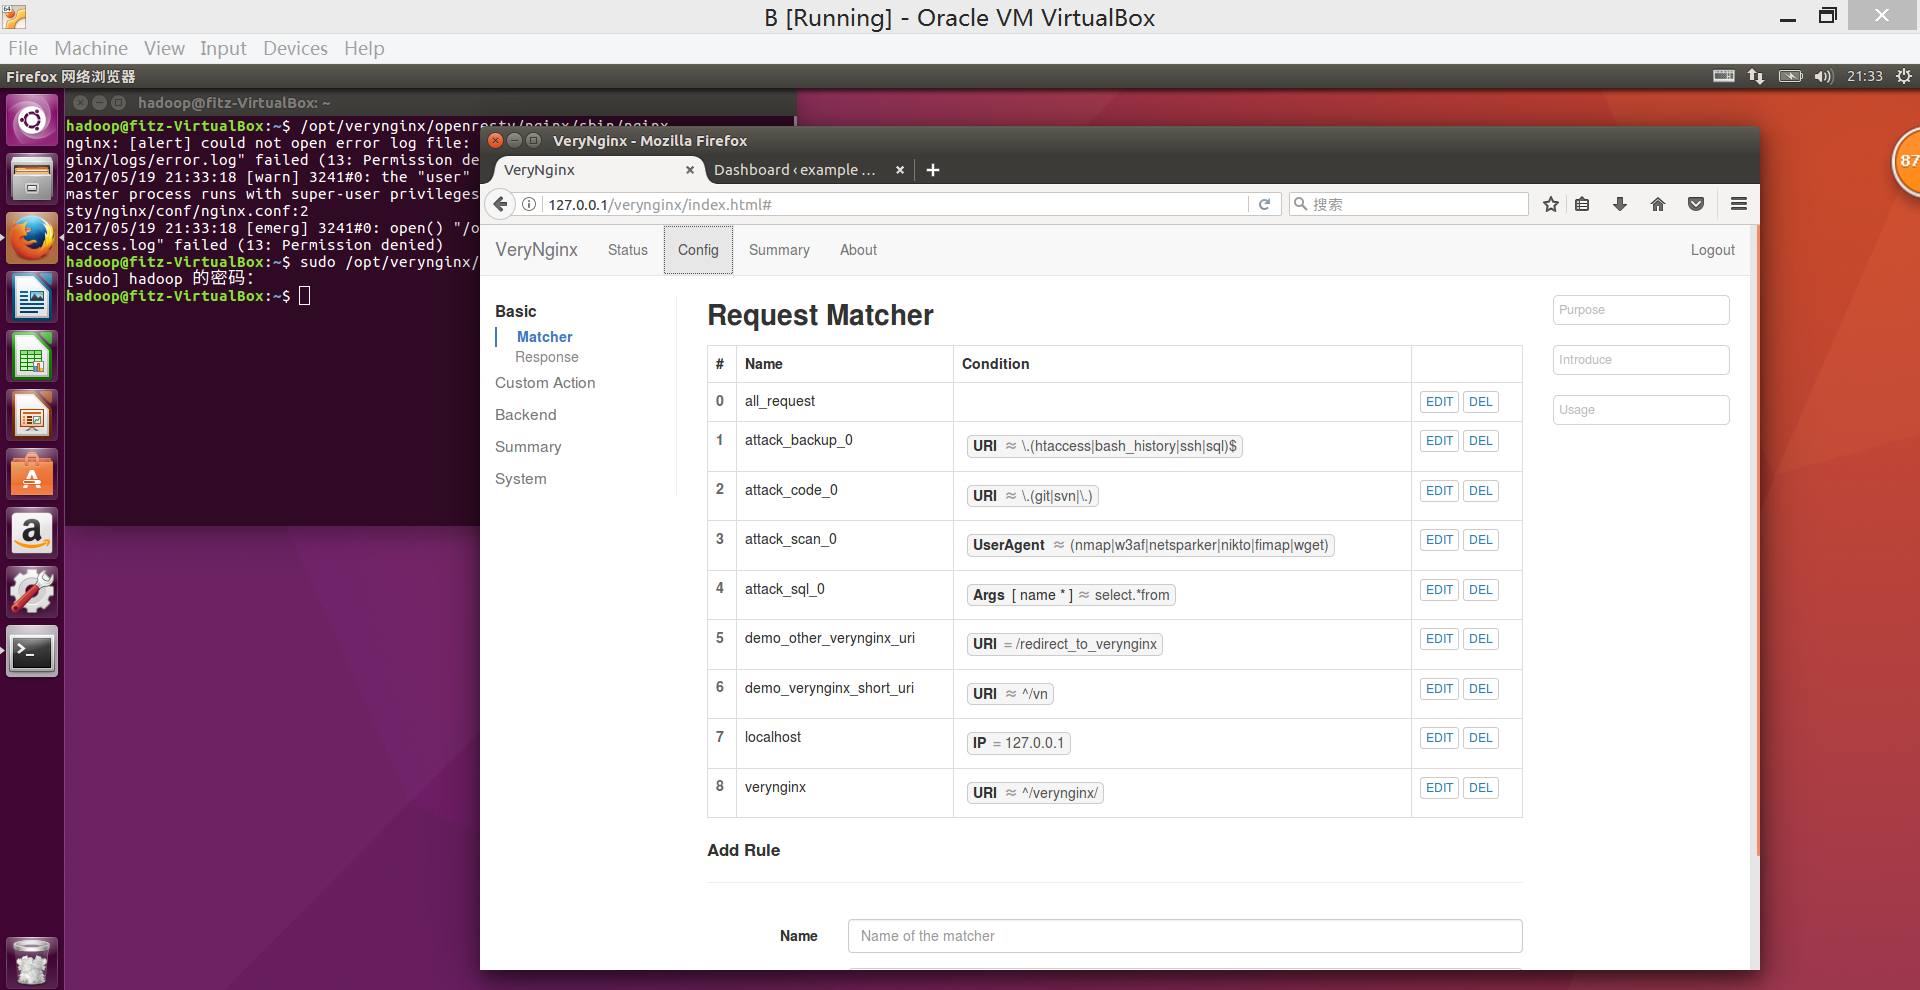 B [Running] - Oracle VM VirtualBox
File Machine View Input Devices Help
Firefox 网络浏览器
21:33
hadoop@fitz-VirtualBox: ~
hadoop@fitz-VirtualBox:~$ /opt/verynginx/openresty/nginx/sbin/nginx
nginx: [alert] could not open error log file:
ginx/logs/error.log" failed (13: Permission de
2017/05/19 21:33:18 [warn] 3241#0: the "user"
master process runs with super-user privileges
sty/nginx/conf/nginx.conf:2
2017/05/19 21:33:18 [emerg] 3241#0: open() "/o
access.log" failed (13: Permission denied)
hadoop@fitz-VirtualBox:~$ sudo /opt/verynginx/
[sudo] hadoop 的密码：
hadoop@fitz-VirtualBox:~$
VeryNginx - Mozilla Firefox
VeryNginx
Dashboard ‹ example ...
127.0.0.1/verynginx/index.html#
搜索
VeryNginx Status Config Summary About Logout
Basic
Matcher
Response
Custom Action
Backend
Summary
System
Request Matcher
# Name Condition
0 all_request EDIT DEL
1 attack_backup_0 URI ≈ \.(htaccess|bash_history|ssh|sql)$ EDIT DEL
2 attack_code_0 URI ≈ \.(git|svn|\.) EDIT DEL
3 attack_scan_0 UserAgent ≈ (nmap|w3af|netsparker|nikto|fimap|wget) EDIT DEL
4 attack_sql_0 Args [ name * ] ≈ select.*from EDIT DEL
5 demo_other_verynginx_uri URI = /redirect_to_verynginx EDIT DEL
6 demo_verynginx_short_uri URI ≈ ^/vn EDIT DEL
7 localhost IP = 127.0.0.1 EDIT DEL
8 verynginx URI ≈ ^/verynginx/ EDIT DEL
Add Rule
Name Name of the matcher
Purpose
Introduce
Usage
87